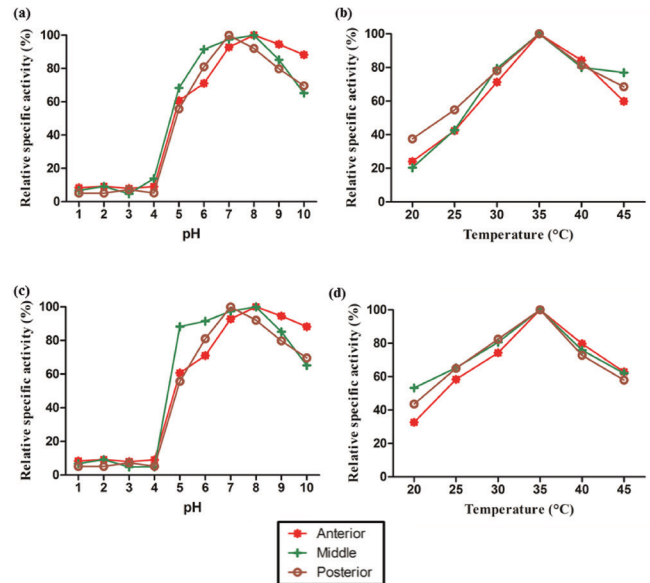 (a)
Relative specific activity (%)
100
80
60
40
20
0
1 2 3 4 5 6 7 8 9 10
pH
(b)
Relative specific activity (%)
100
80
60
40
20
0
20 25 30 35 40 45
Temperature (°C)
(c)
Relative specific activity (%)
100
80
60
40
20
0
1 2 3 4 5 6 7 8 9 10
pH
(d)
Relative specific activity (%)
100
80
60
40
20
0
20 25 30 35 40 45
Temperature (°C)
Anterior
Middle
Posterior